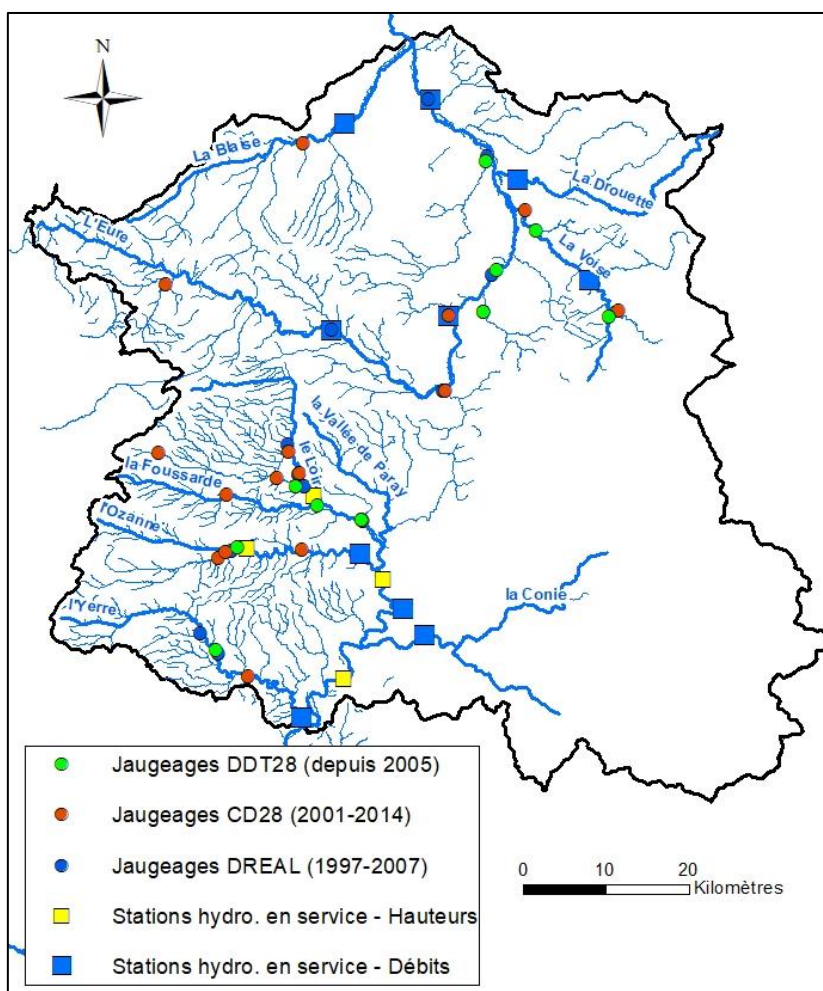 N
La Blaise
La Drouette
L'Eure
La Voise
la Vallée de Paray
le Loir
la Foussarde
l'Ozanne
la Conie
l'Yerre
Jaugeages DDT28 (depuis 2005)
Jaugeages CD28 (2001-2014)
Jaugeages DREAL (1997-2007)
Stations hydro. en service - Hauteurs
Stations hydro. en service - Débits
0 10 20
Kilomètres